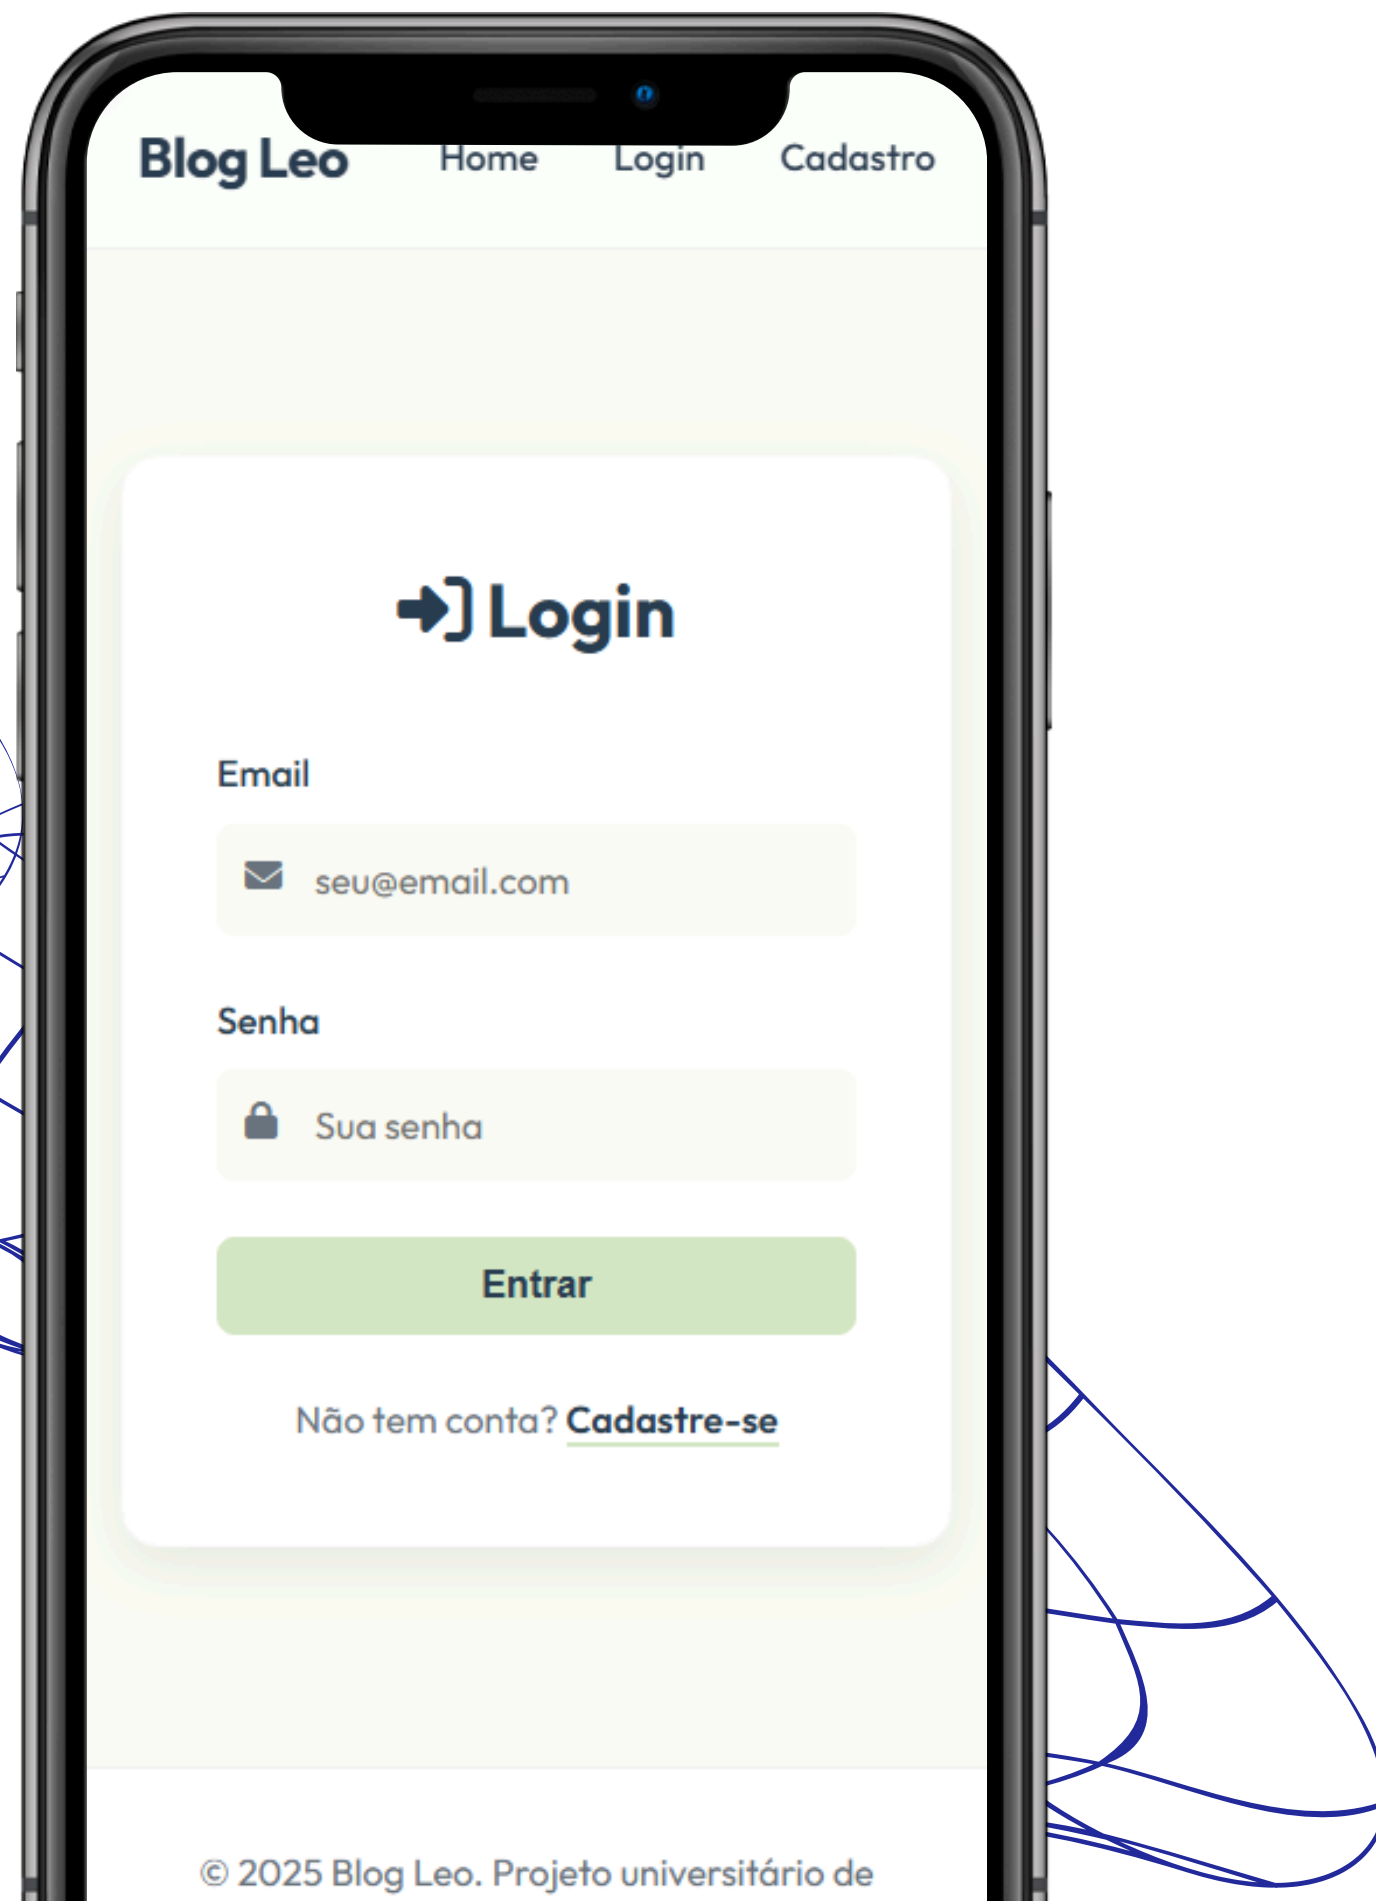 Blog Leo Home Login Cadastro
Login
Email
seu@email.com
Senha
Sua senha
Entrar
Não tem conta? Cadastre-se
© 2025 Blog Leo. Projeto universitário de